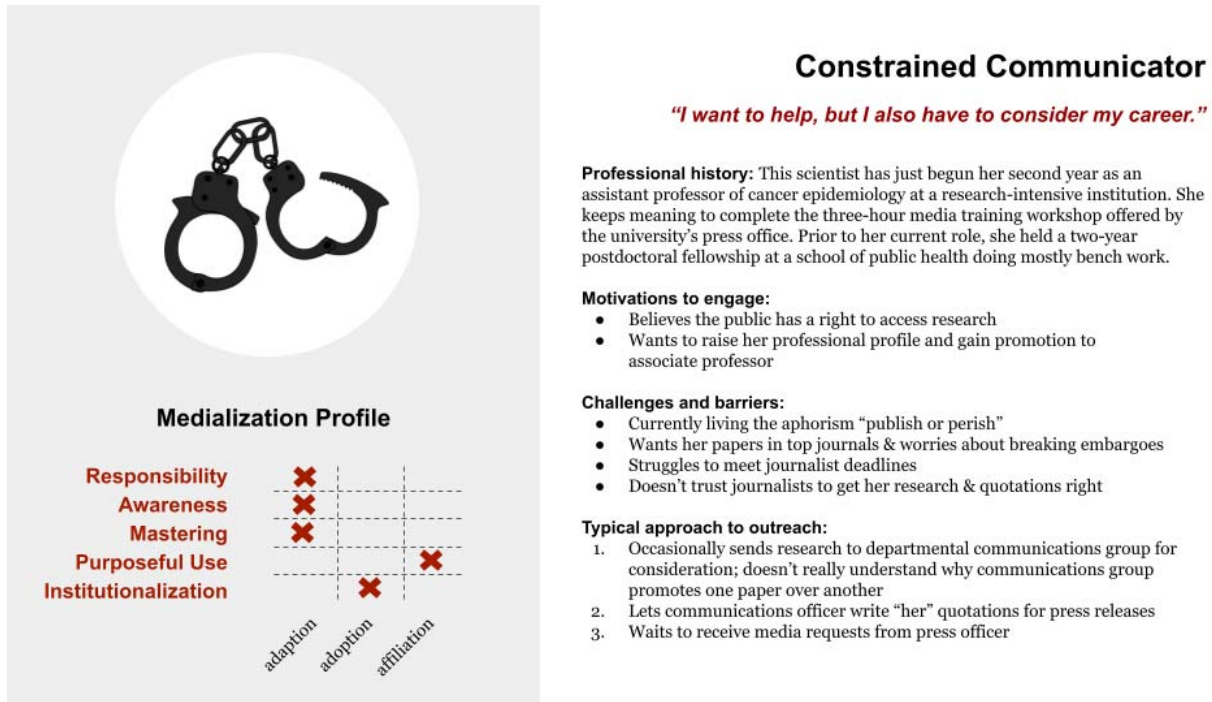 Constrained Communicator
“I want to help, but I also have to consider my career.”
Professional history: This scientist has just begun her second year as an
assistant professor of cancer epidemiology at a research-intensive institution. She
keeps meaning to complete the three-hour media training workshop offered by
the university’s press office. Prior to her current role, she held a two-year
postdoctoral fellowship at a school of public health doing mostly bench work.
Motivations to engage:
● Believes the public has a right to access research
● Wants to raise her professional profile and gain promotion to
associate professor
Challenges and barriers:
● Currently living the aphorism “publish or perish”
● Wants her papers in top journals & worries about breaking embargoes
● Struggles to meet journalist deadlines
● Doesn’t trust journalists to get her research & quotations right
Typical approach to outreach:
1. Occasionally sends research to departmental communications group for
consideration; doesn’t really understand why communications group
promotes one paper over another
2. Lets communications officer write “her” quotations for press releases
3. Waits to receive media requests from press officer
Medialization Profile
Responsibility
Awareness
Mastering
Purposeful Use
Institutionalization
adaption
adoption
affiliation